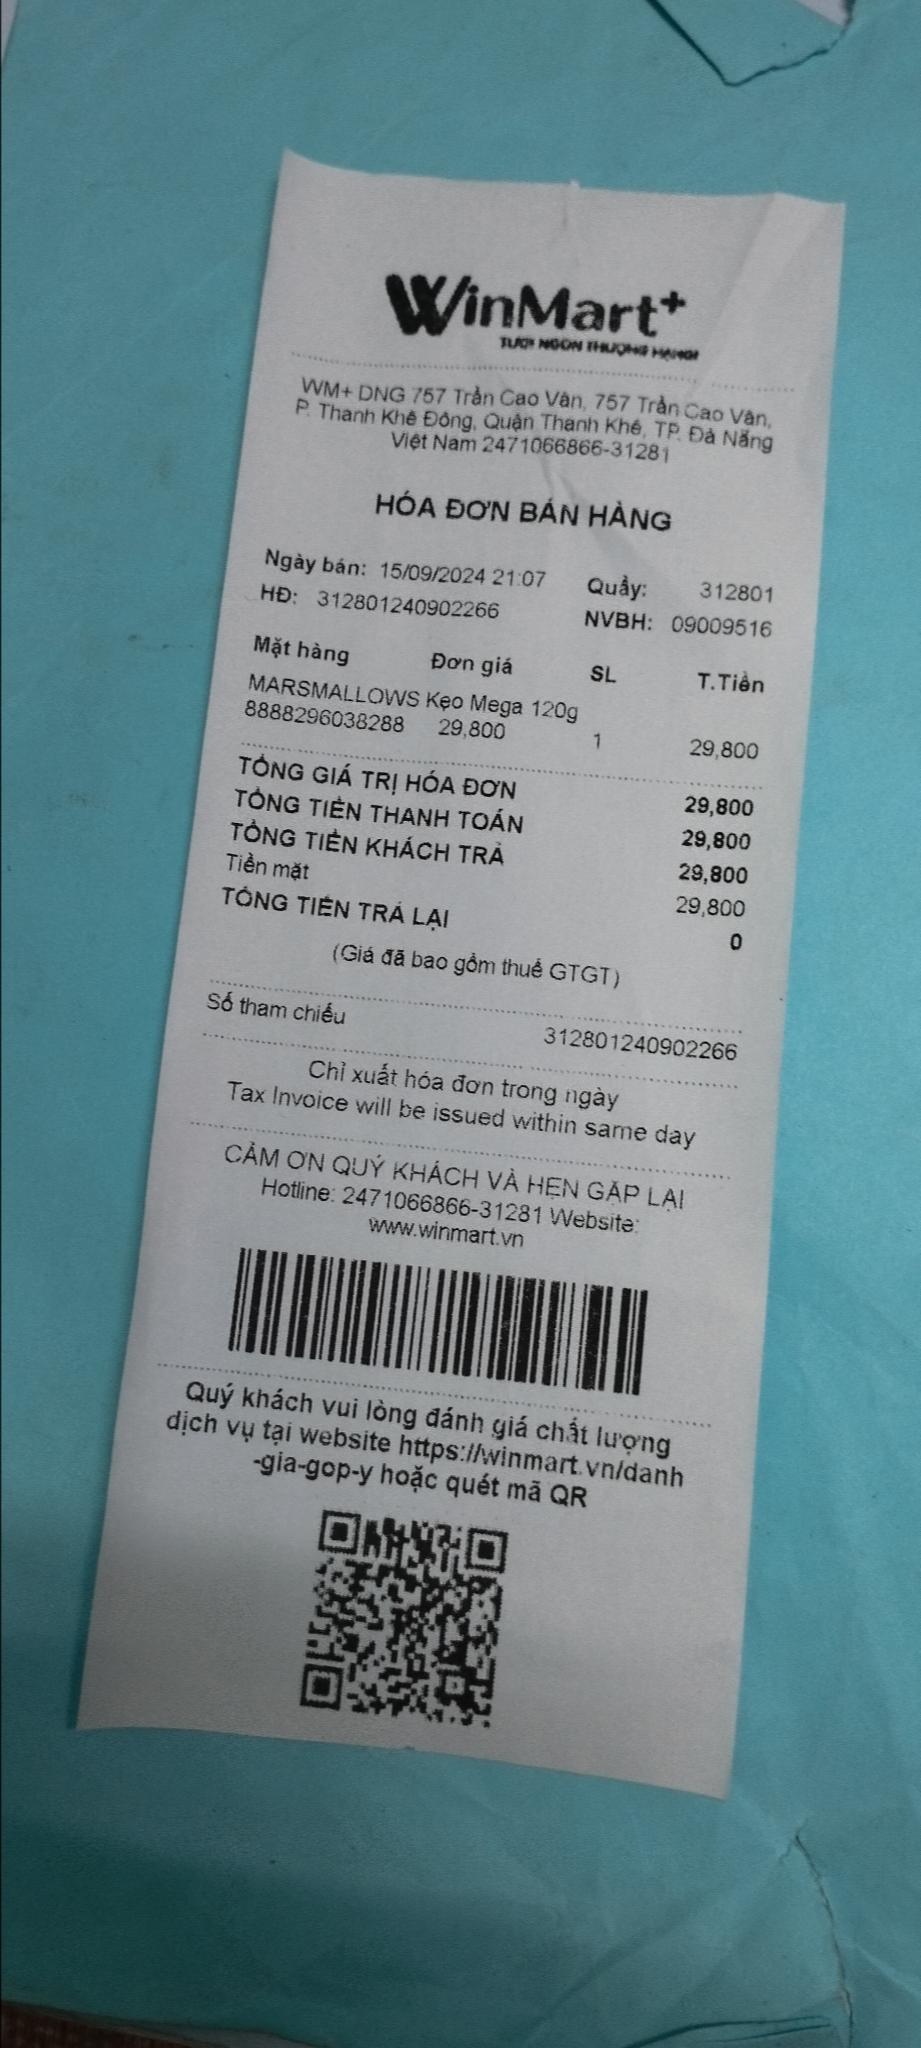 WinMart+
TƯƠI NGON THƯỢNG HẠNG!
WM+ DNG 757 Trần Cao Vân, 757 Trần Cao Vân,
P. Thanh Khê Đông, Quận Thanh Khê, TP. Đà Nẵng
Việt Nam 2471066866-31281
HÓA ĐƠN BÁN HÀNG
Ngày bán: 15/09/2024 21:07 Quầy: 312801
HĐ: 312801240902266 NVBH: 09009516
Mặt hàng Đơn giá SL T.Tiền
MARSMALLOWS Kẹo Mega 120g
8888296038288 29,800 1 29,800
TỔNG GIÁ TRỊ HÓA ĐƠN 29,800
TỔNG TIỀN THANH TOÁN 29,800
TỔNG TIỀN KHÁCH TRẢ 29,800
Tiền mặt 29,800
TỔNG TIỀN TRẢ LẠI 0
(Giá đã bao gồm thuế GTGT)
Số tham chiếu 312801240902266
Chỉ xuất hóa đơn trong ngày
Tax Invoice will be issued within same day
CẢM ƠN QUÝ KHÁCH VÀ HẸN GẶP LẠI
Hotline: 2471066866-31281 Website:
www.winmart.vn
Quý khách vui lòng đánh giá chất lượng
dịch vụ tại website https://winmart.vn/danh
-gia-gop-y hoặc quét mã QR